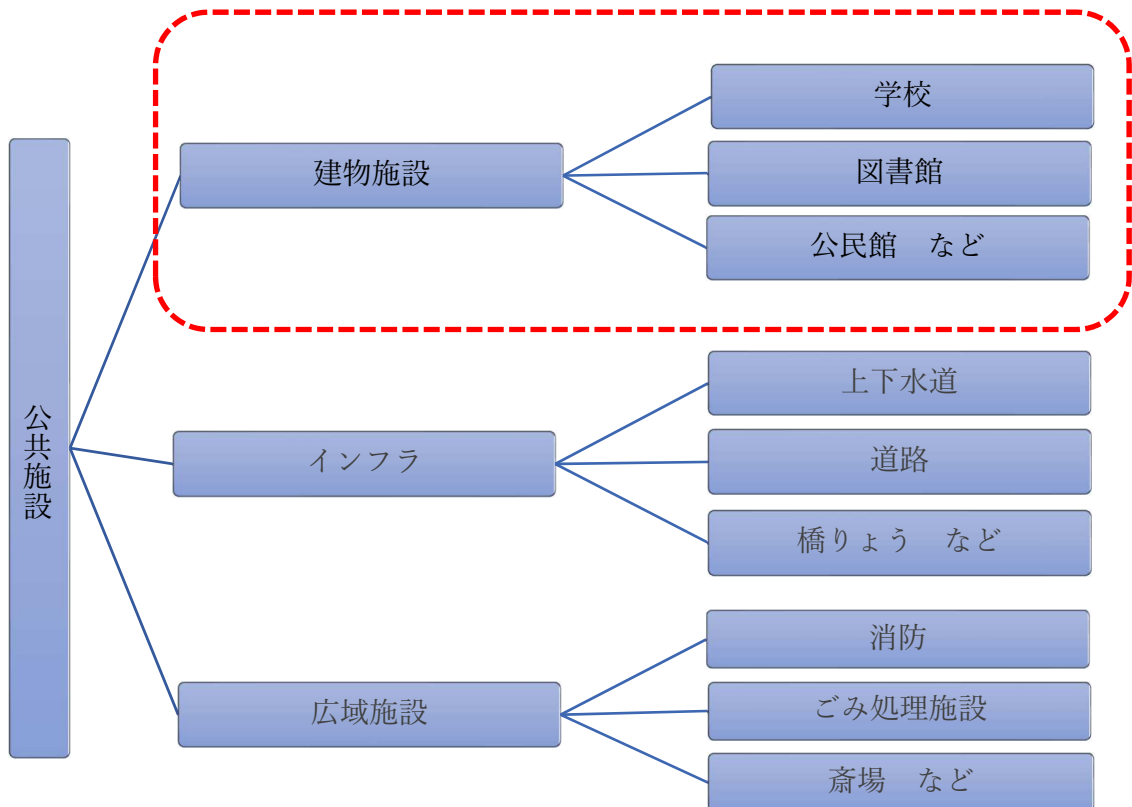 公共施設
建物施設
学校
図書館
公民館　など
インフラ
上下水道
道路
橋りょう　など
広域施設
消防
ごみ処理施設
斎場　など